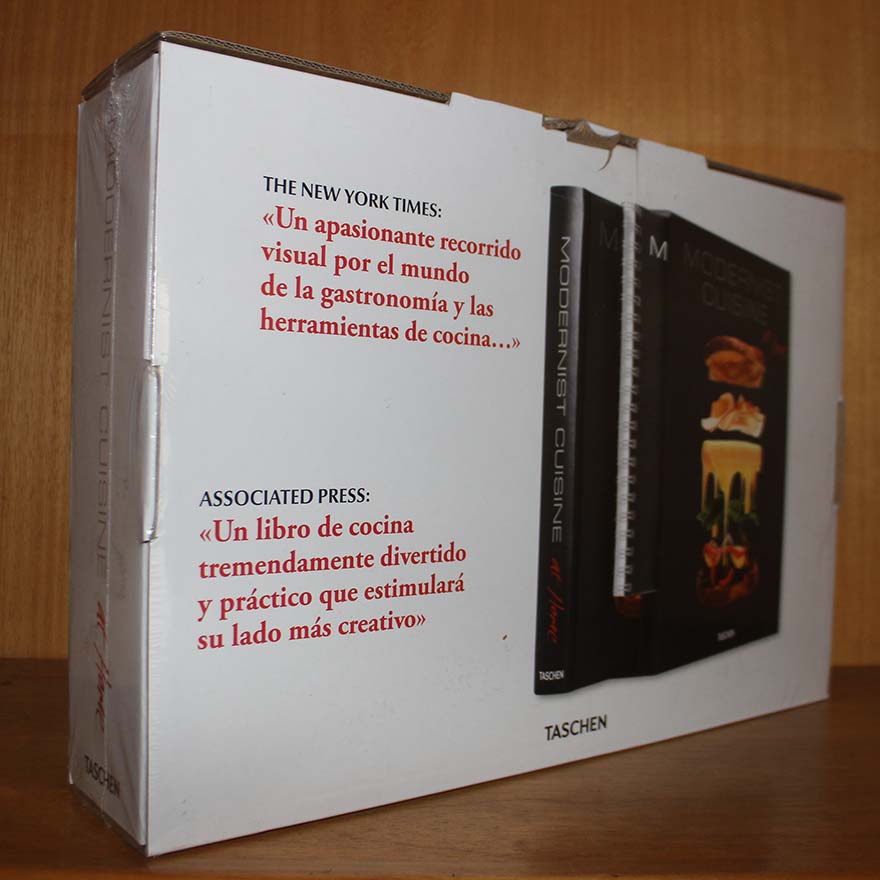 MODERNIST CUISINE at Home
TASCHEN
THE NEW YORK TIMES:
«Un apasionante recorrido
visual por el mundo
de la gastronomía y las
herramientas de cocina…»
ASSOCIATED PRESS:
«Un libro de cocina
tremendamente divertido
y práctico que estimulará
su lado más creativo»
MODERNIST CUISINE at Home
TASCHEN
M
M
MODERNIST
CUISINE
TASCHEN
TASCHEN